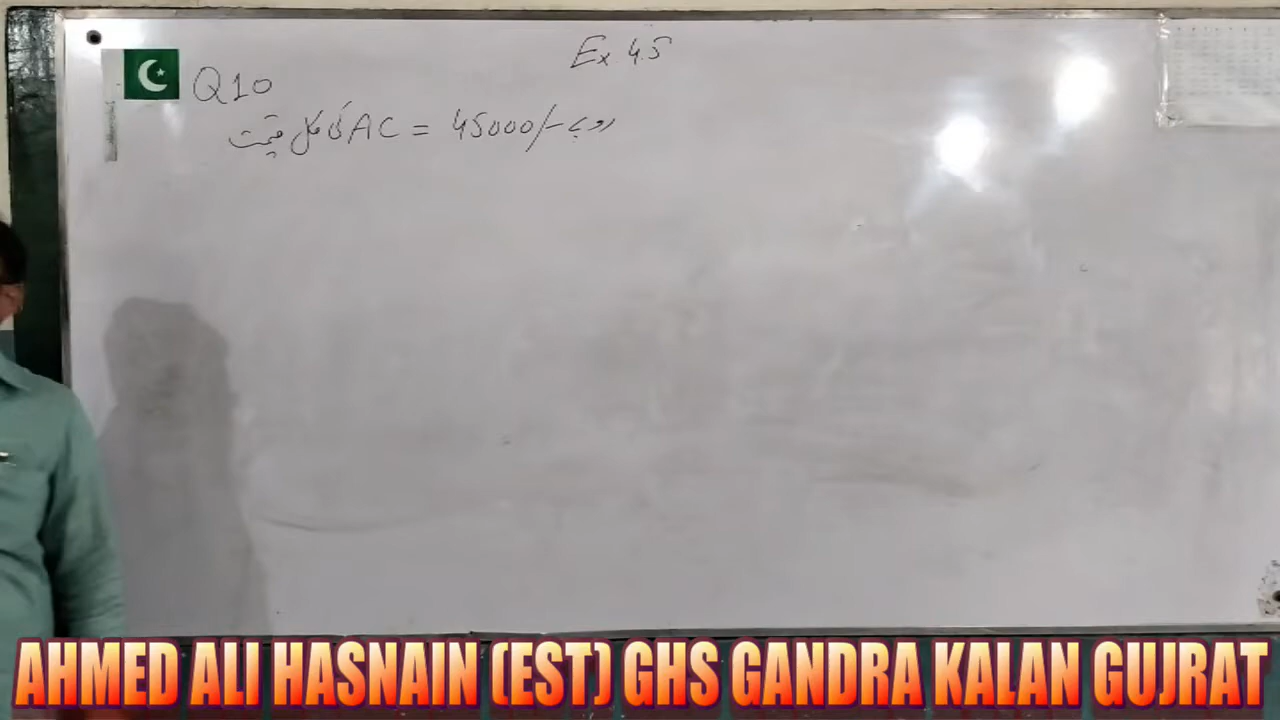 Ex 4.5
Q10
AC کی کل قیمت = 45000/- روپے
AHMED ALI HASNAIN (EST) GHS GANDRA KALAN GUJRAT